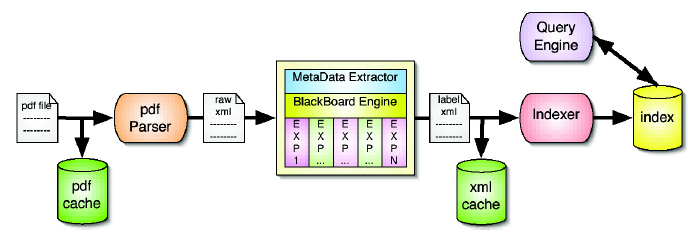 Query
Engine
pdf file
--------
--------
pdf
Parser
raw
xml
--------
--------
MetaData Extractor
BlackBoard Engine
E E E E E
X X X X X
P P P P P
1 ... ... ... N
label
xml
--------
--------
Indexer
index
pdf
cache
xml
cache